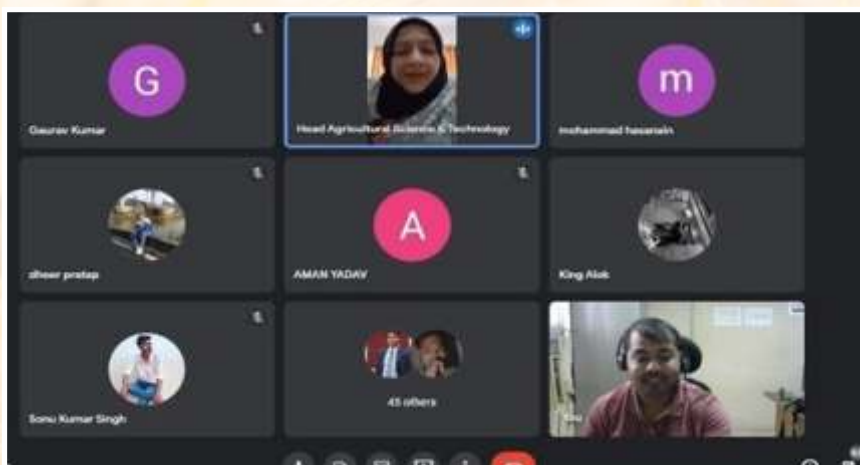 G
Gaurav Kumar
Head Agricultural Science & Technology
m
mohammad hasanain
dheer pratap
A
AMAN YADAV
King Alok
Sonu Kumar Singh
45 others
You